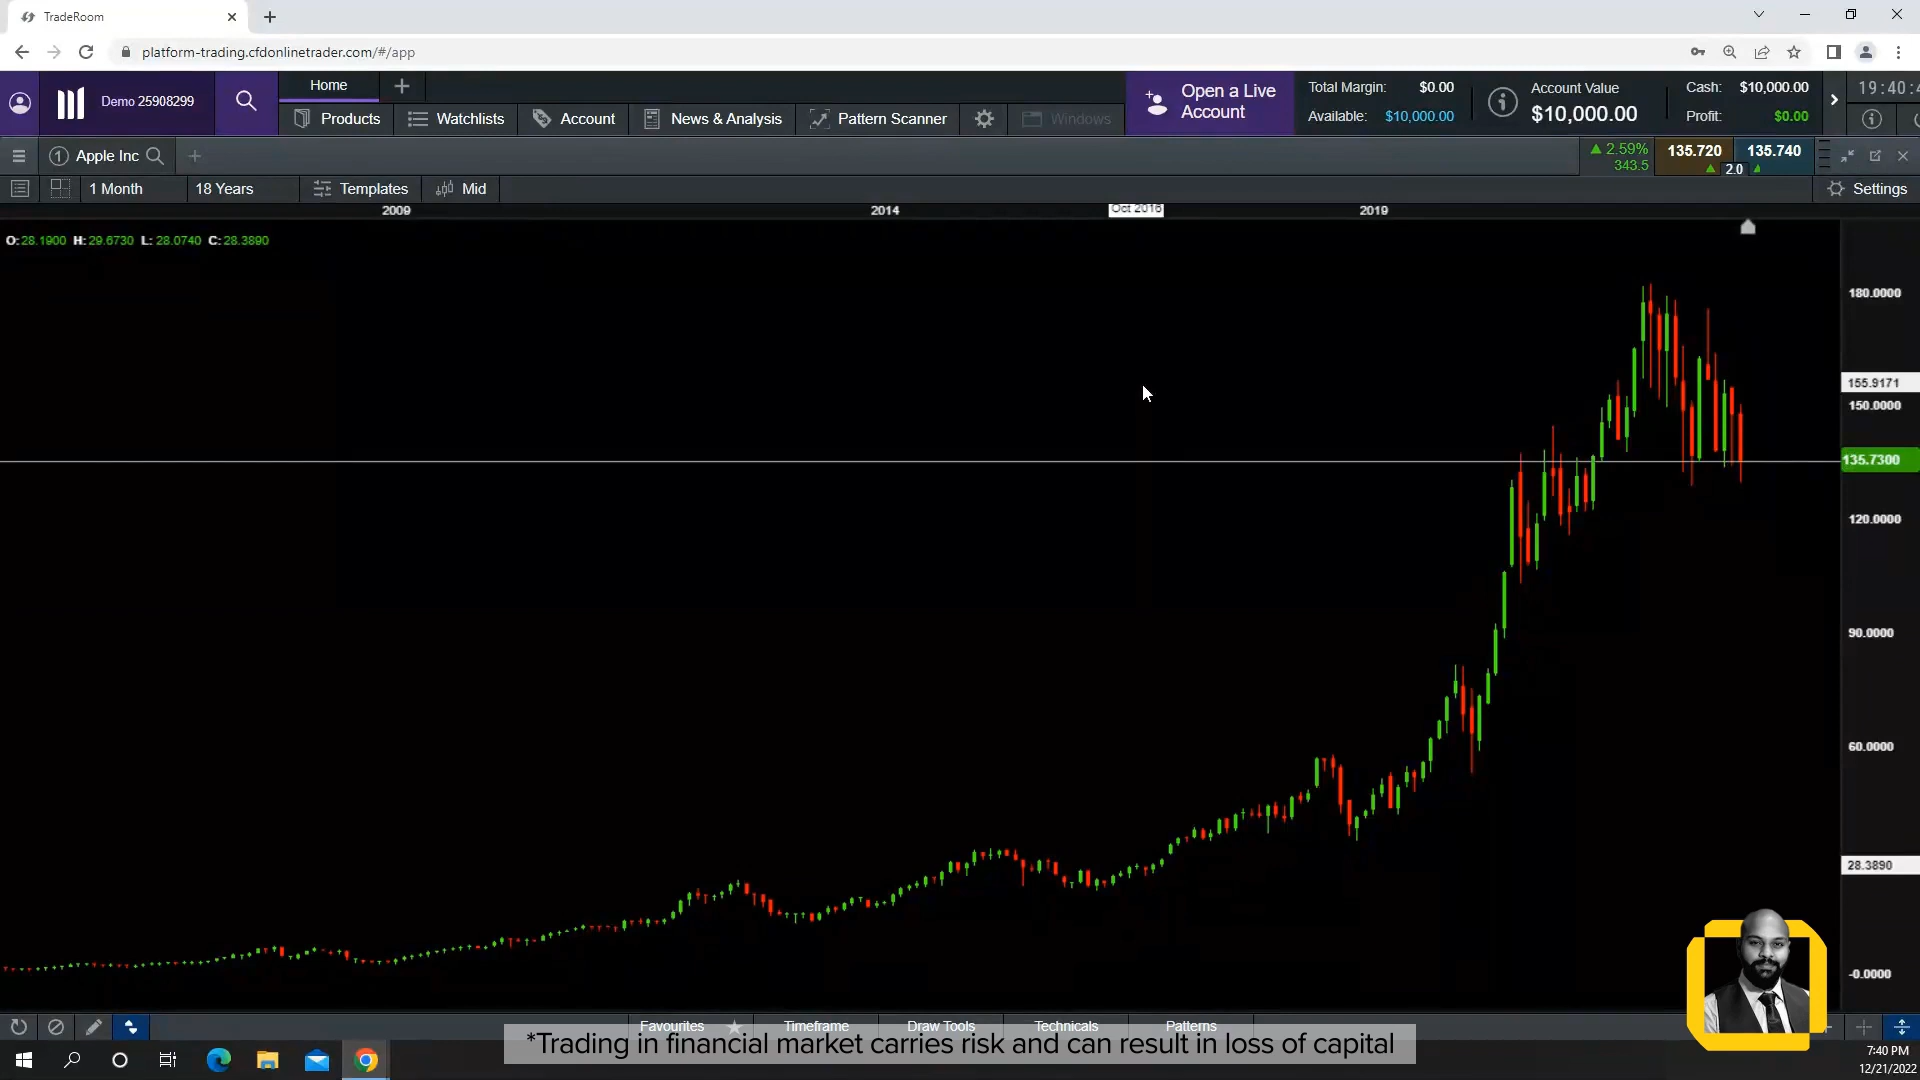 TradeRoom
platform-trading.cfdonlinetrader.com/#/app
Demo 25908299
Home
Open a Live Account
Total Margin: $0.00
Available: $10,000.00
Account Value
$10,000.00
Cash: $10,000.00
Profit: $0.00
Products
Watchlists
Account
News & Analysis
Pattern Scanner
Windows
1 Apple Inc
2.59%
343.5
135.720
2.0
135.740
1 Month
18 Years
Templates
Mid
Settings
2009
2014
Oct 2016
2019
O:28.1900 H:29.6730 L:28.0740 C:28.3890
180.0000
155.9171
150.0000
135.7300
120.0000
90.0000
60.0000
28.3890
-0.0000
Favourites
Timeframe
Draw Tools
Technicals
Patterns
*Trading in financial market carries risk and can result in loss of capital
7:40 PM
12/21/2022